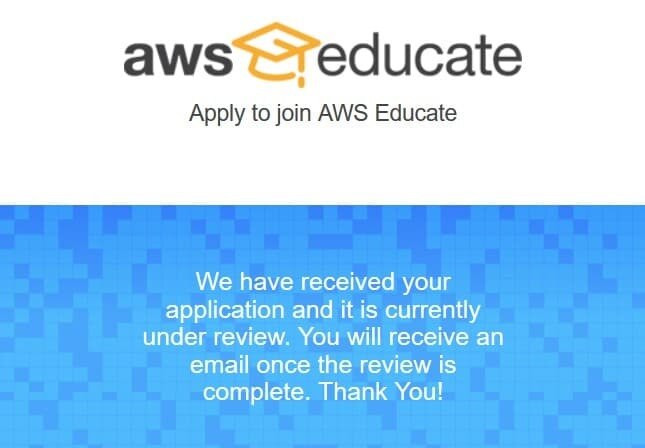 aws educate
Apply to join AWS Educate
We have received your
application and it is currently
under review. You will receive an
email once the review is
complete. Thank You!